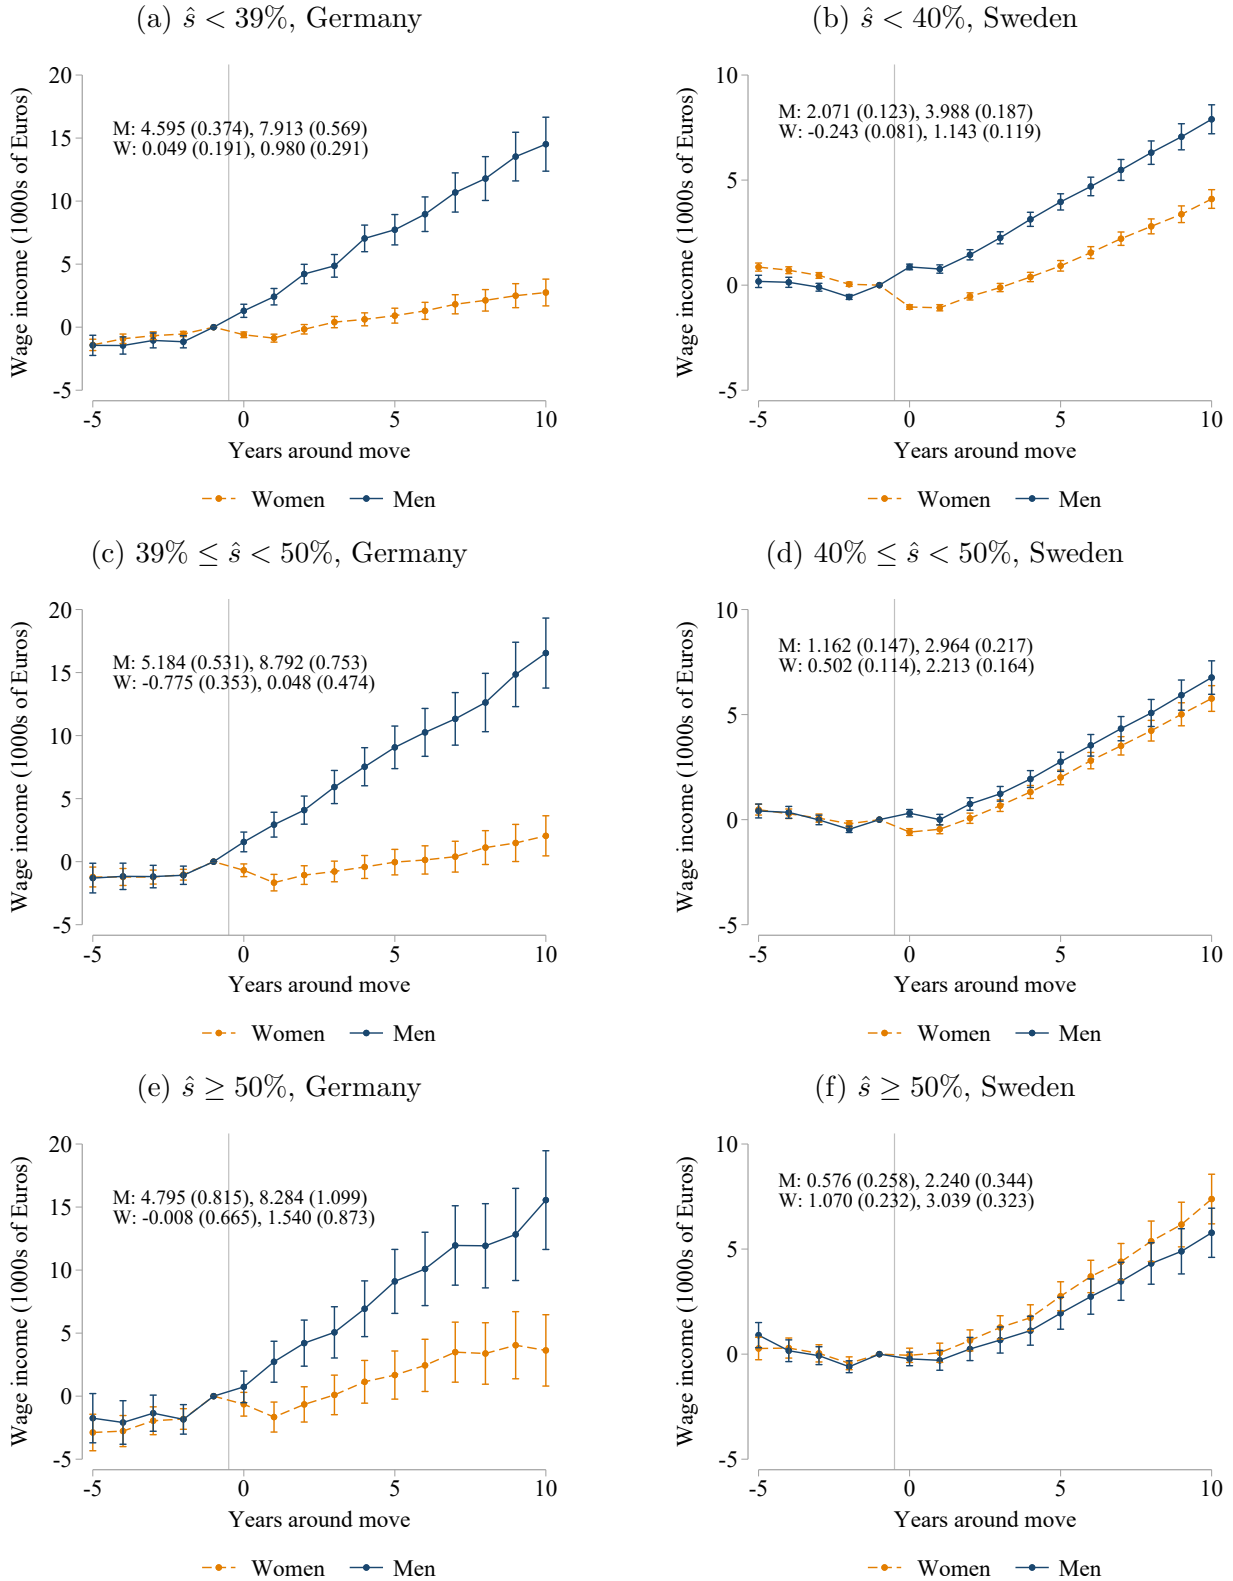 (a) ŝ < 39%, Germany
Wage income (1000s of Euros)
20
15
10
5
0
-5
M: 4.595 (0.374), 7.913 (0.569)
W: 0.049 (0.191), 0.980 (0.291)
-5 0 5 10
Years around move
Women Men
(b) ŝ < 40%, Sweden
Wage income (1000s of Euros)
10
5
0
-5
M: 2.071 (0.123), 3.988 (0.187)
W: -0.243 (0.081), 1.143 (0.119)
-5 0 5 10
Years around move
Women Men
(c) 39% ≤ ŝ < 50%, Germany
Wage income (1000s of Euros)
20
15
10
5
0
-5
M: 5.184 (0.531), 8.792 (0.753)
W: -0.775 (0.353), 0.048 (0.474)
-5 0 5 10
Years around move
Women Men
(d) 40% ≤ ŝ < 50%, Sweden
Wage income (1000s of Euros)
10
5
0
-5
M: 1.162 (0.147), 2.964 (0.217)
W: 0.502 (0.114), 2.213 (0.164)
-5 0 5 10
Years around move
Women Men
(e) ŝ ≥ 50%, Germany
Wage income (1000s of Euros)
20
15
10
5
0
-5
M: 4.795 (0.815), 8.284 (1.099)
W: -0.008 (0.665), 1.540 (0.873)
-5 0 5 10
Years around move
Women Men
(f) ŝ ≥ 50%, Sweden
Wage income (1000s of Euros)
10
5
0
-5
M: 0.576 (0.258), 2.240 (0.344)
W: 1.070 (0.232), 3.039 (0.323)
-5 0 5 10
Years around move
Women Men